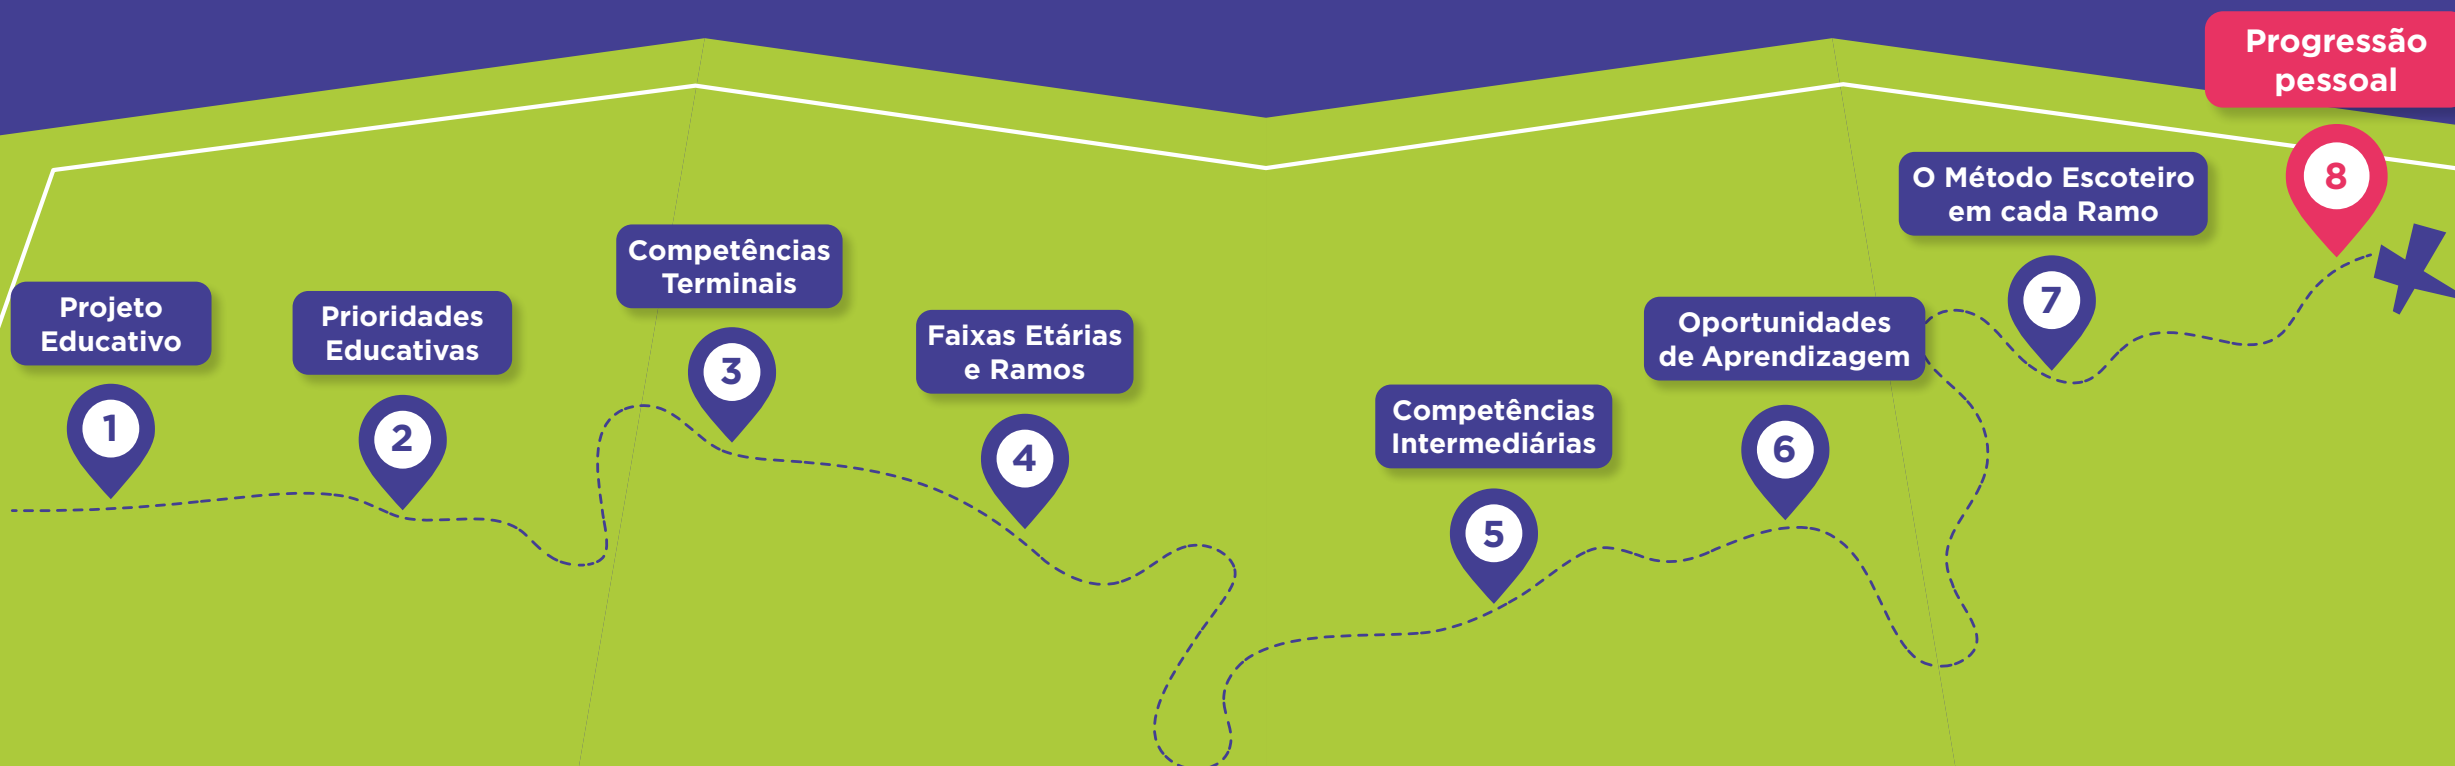 Projeto
Educativo
1
Prioridades
Educativas
2
Competências
Terminais
3
Faixas Etárias
e Ramos
4
Competências
Intermediárias
5
Oportunidades
de Aprendizagem
6
O Método Escoteiro
em cada Ramo
7
Progressão
pessoal
8